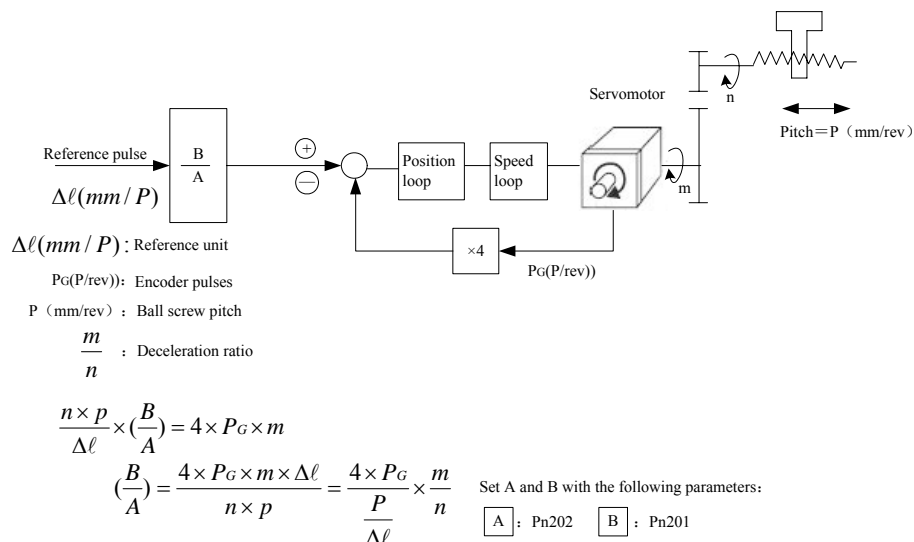 B
A
Reference pulse
Δℓ(mm / P)
+
—
Position
loop
Speed
loop
Servomotor
m
n
Pitch＝P（mm/rev）
×4
PG(P/rev))
Δℓ(mm / P)：Reference unit
PG(P/rev))：Encoder pulses
P（mm/rev）：Ball screw pitch
m/n ：Deceleration ratio
(n × p)/Δℓ × (B/A) = 4 × PG × m
(B/A) = (4 × PG × m × Δℓ)/(n × p) = (4 × PG)/(P/Δℓ) × m/n
Set A and B with the following parameters：
A ：Pn202 B ：Pn201